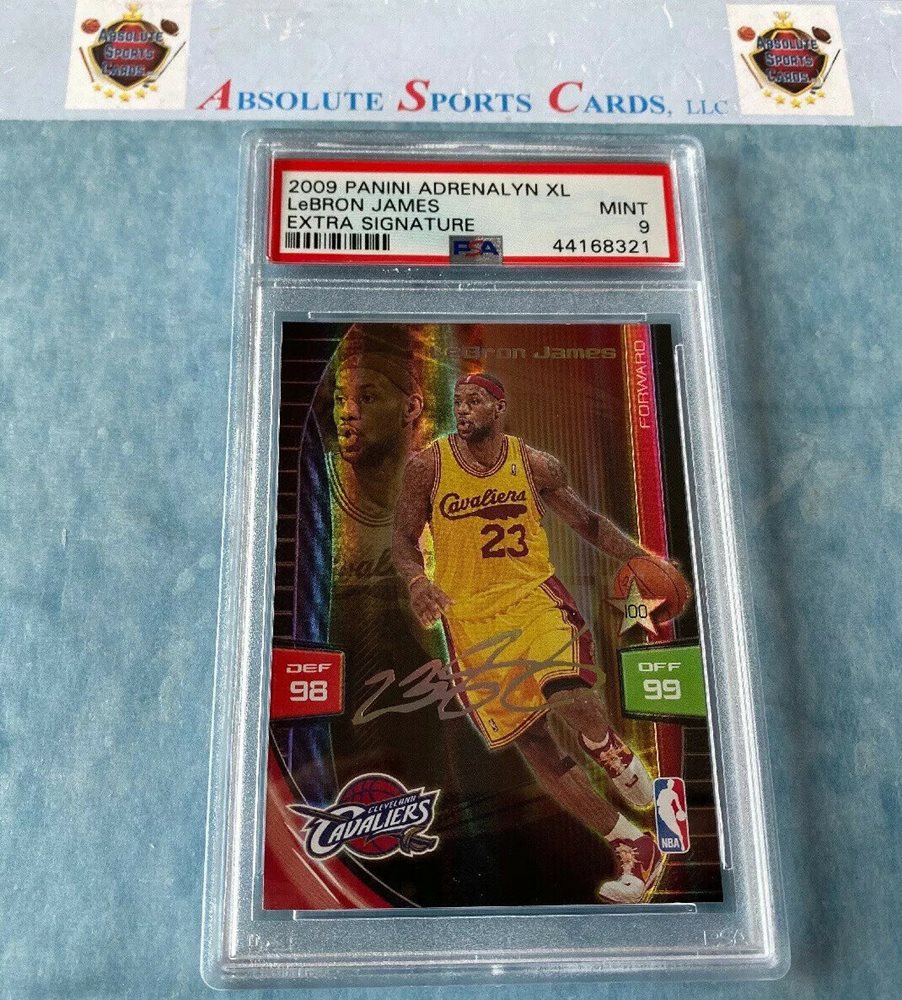 ABSOLUTE SPORTS CARDS, LLC
ABSOLUTE SPORTS CARDS
ABSOLUTE SPORTS CARDS
2009 PANINI ADRENALYN XL
LeBRON JAMES MINT
EXTRA SIGNATURE 9
PSA 44168321
LeBron James
FORWARD
Cavaliers
23
100
DEF
98
OFF
99
CLEVELAND
CAVALIERS
NBA
PSA